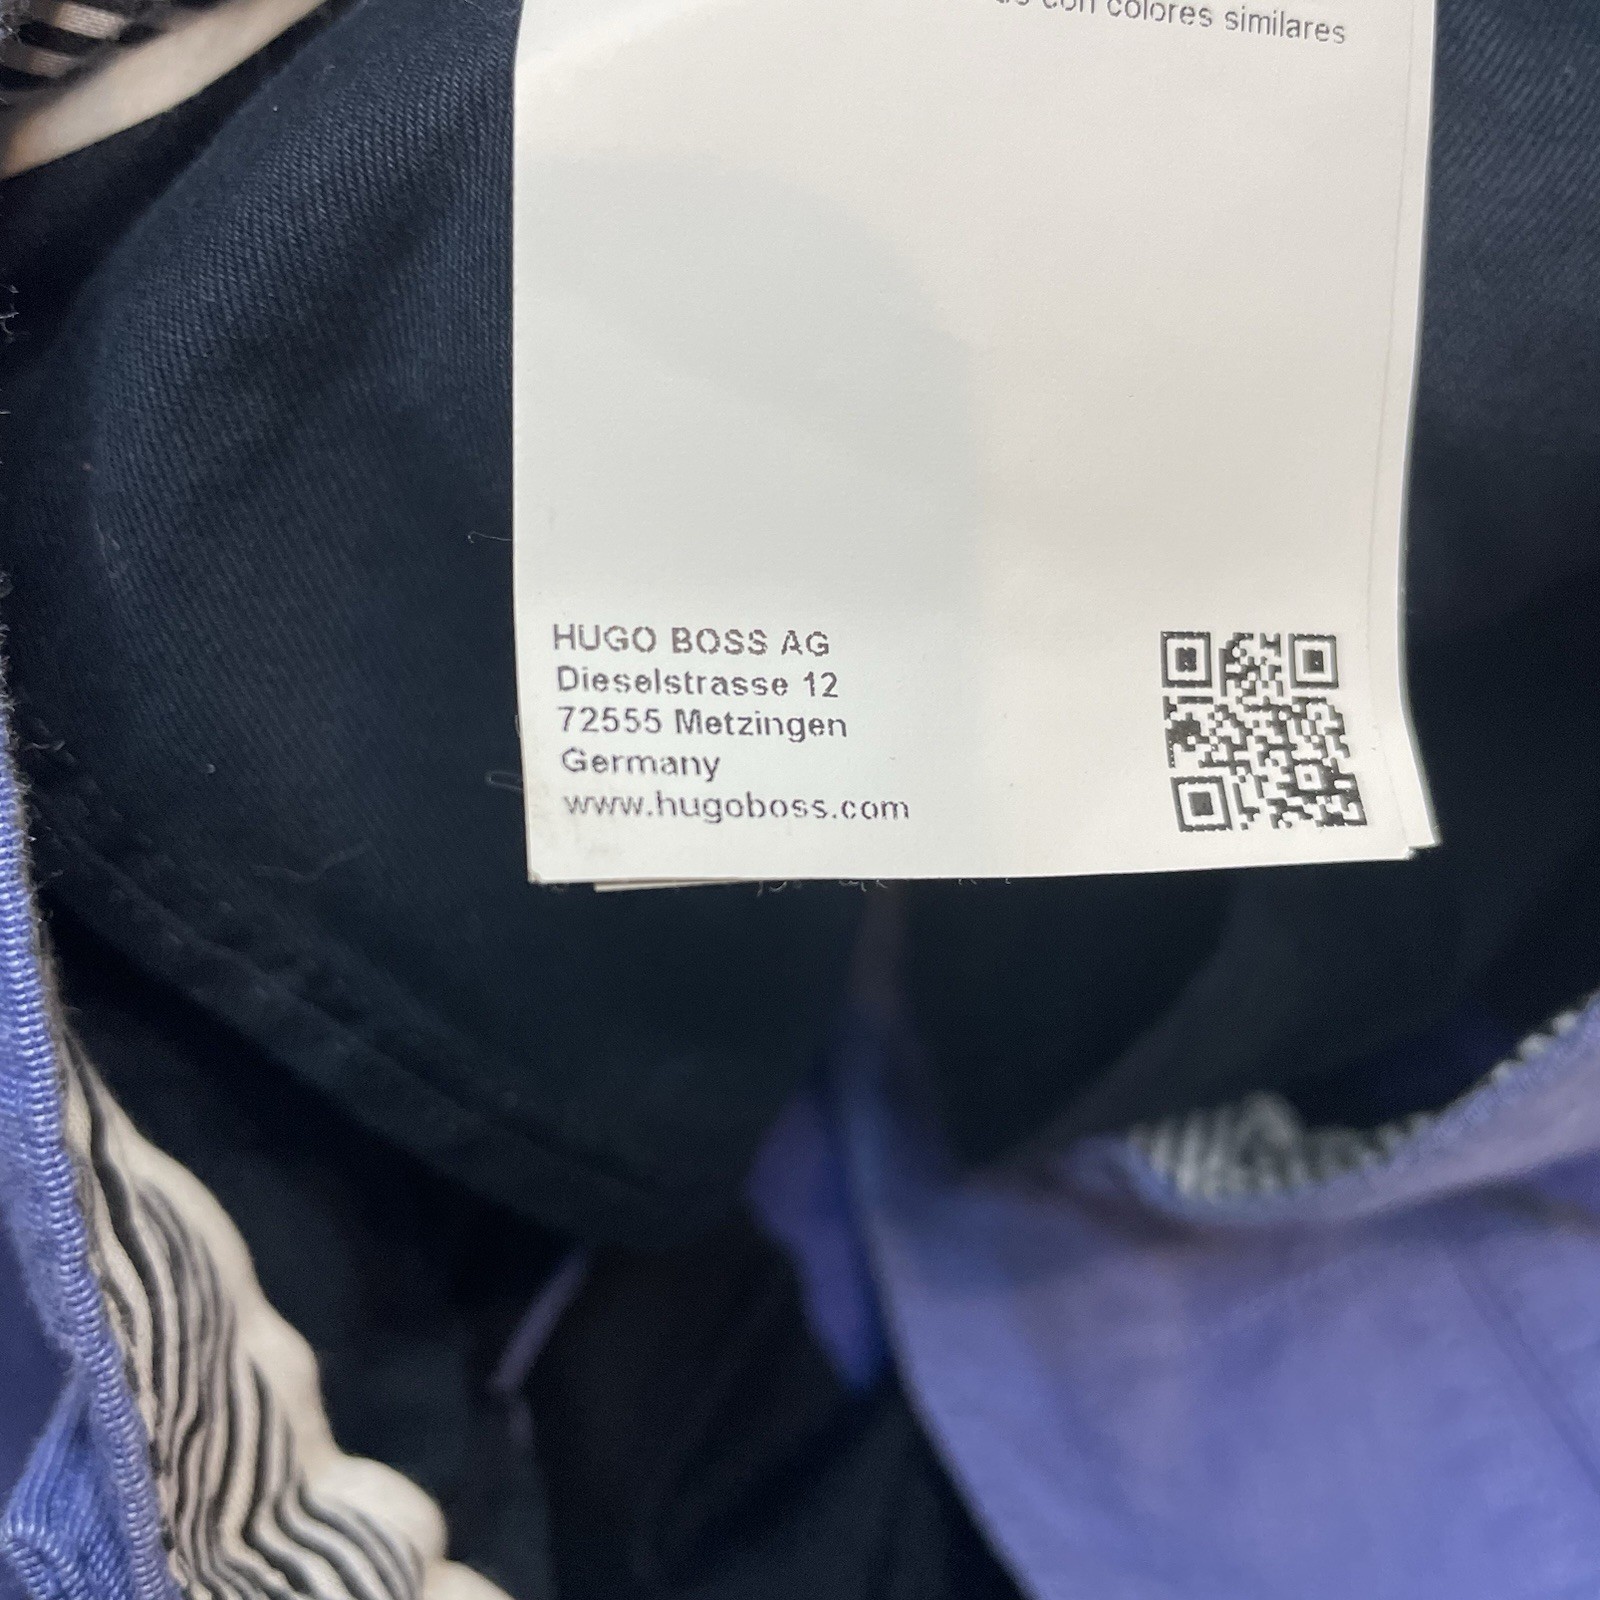 con colores similares
HUGO BOSS AG
Dieselstrasse 12
72555 Metzingen
Germany
www.hugoboss.com